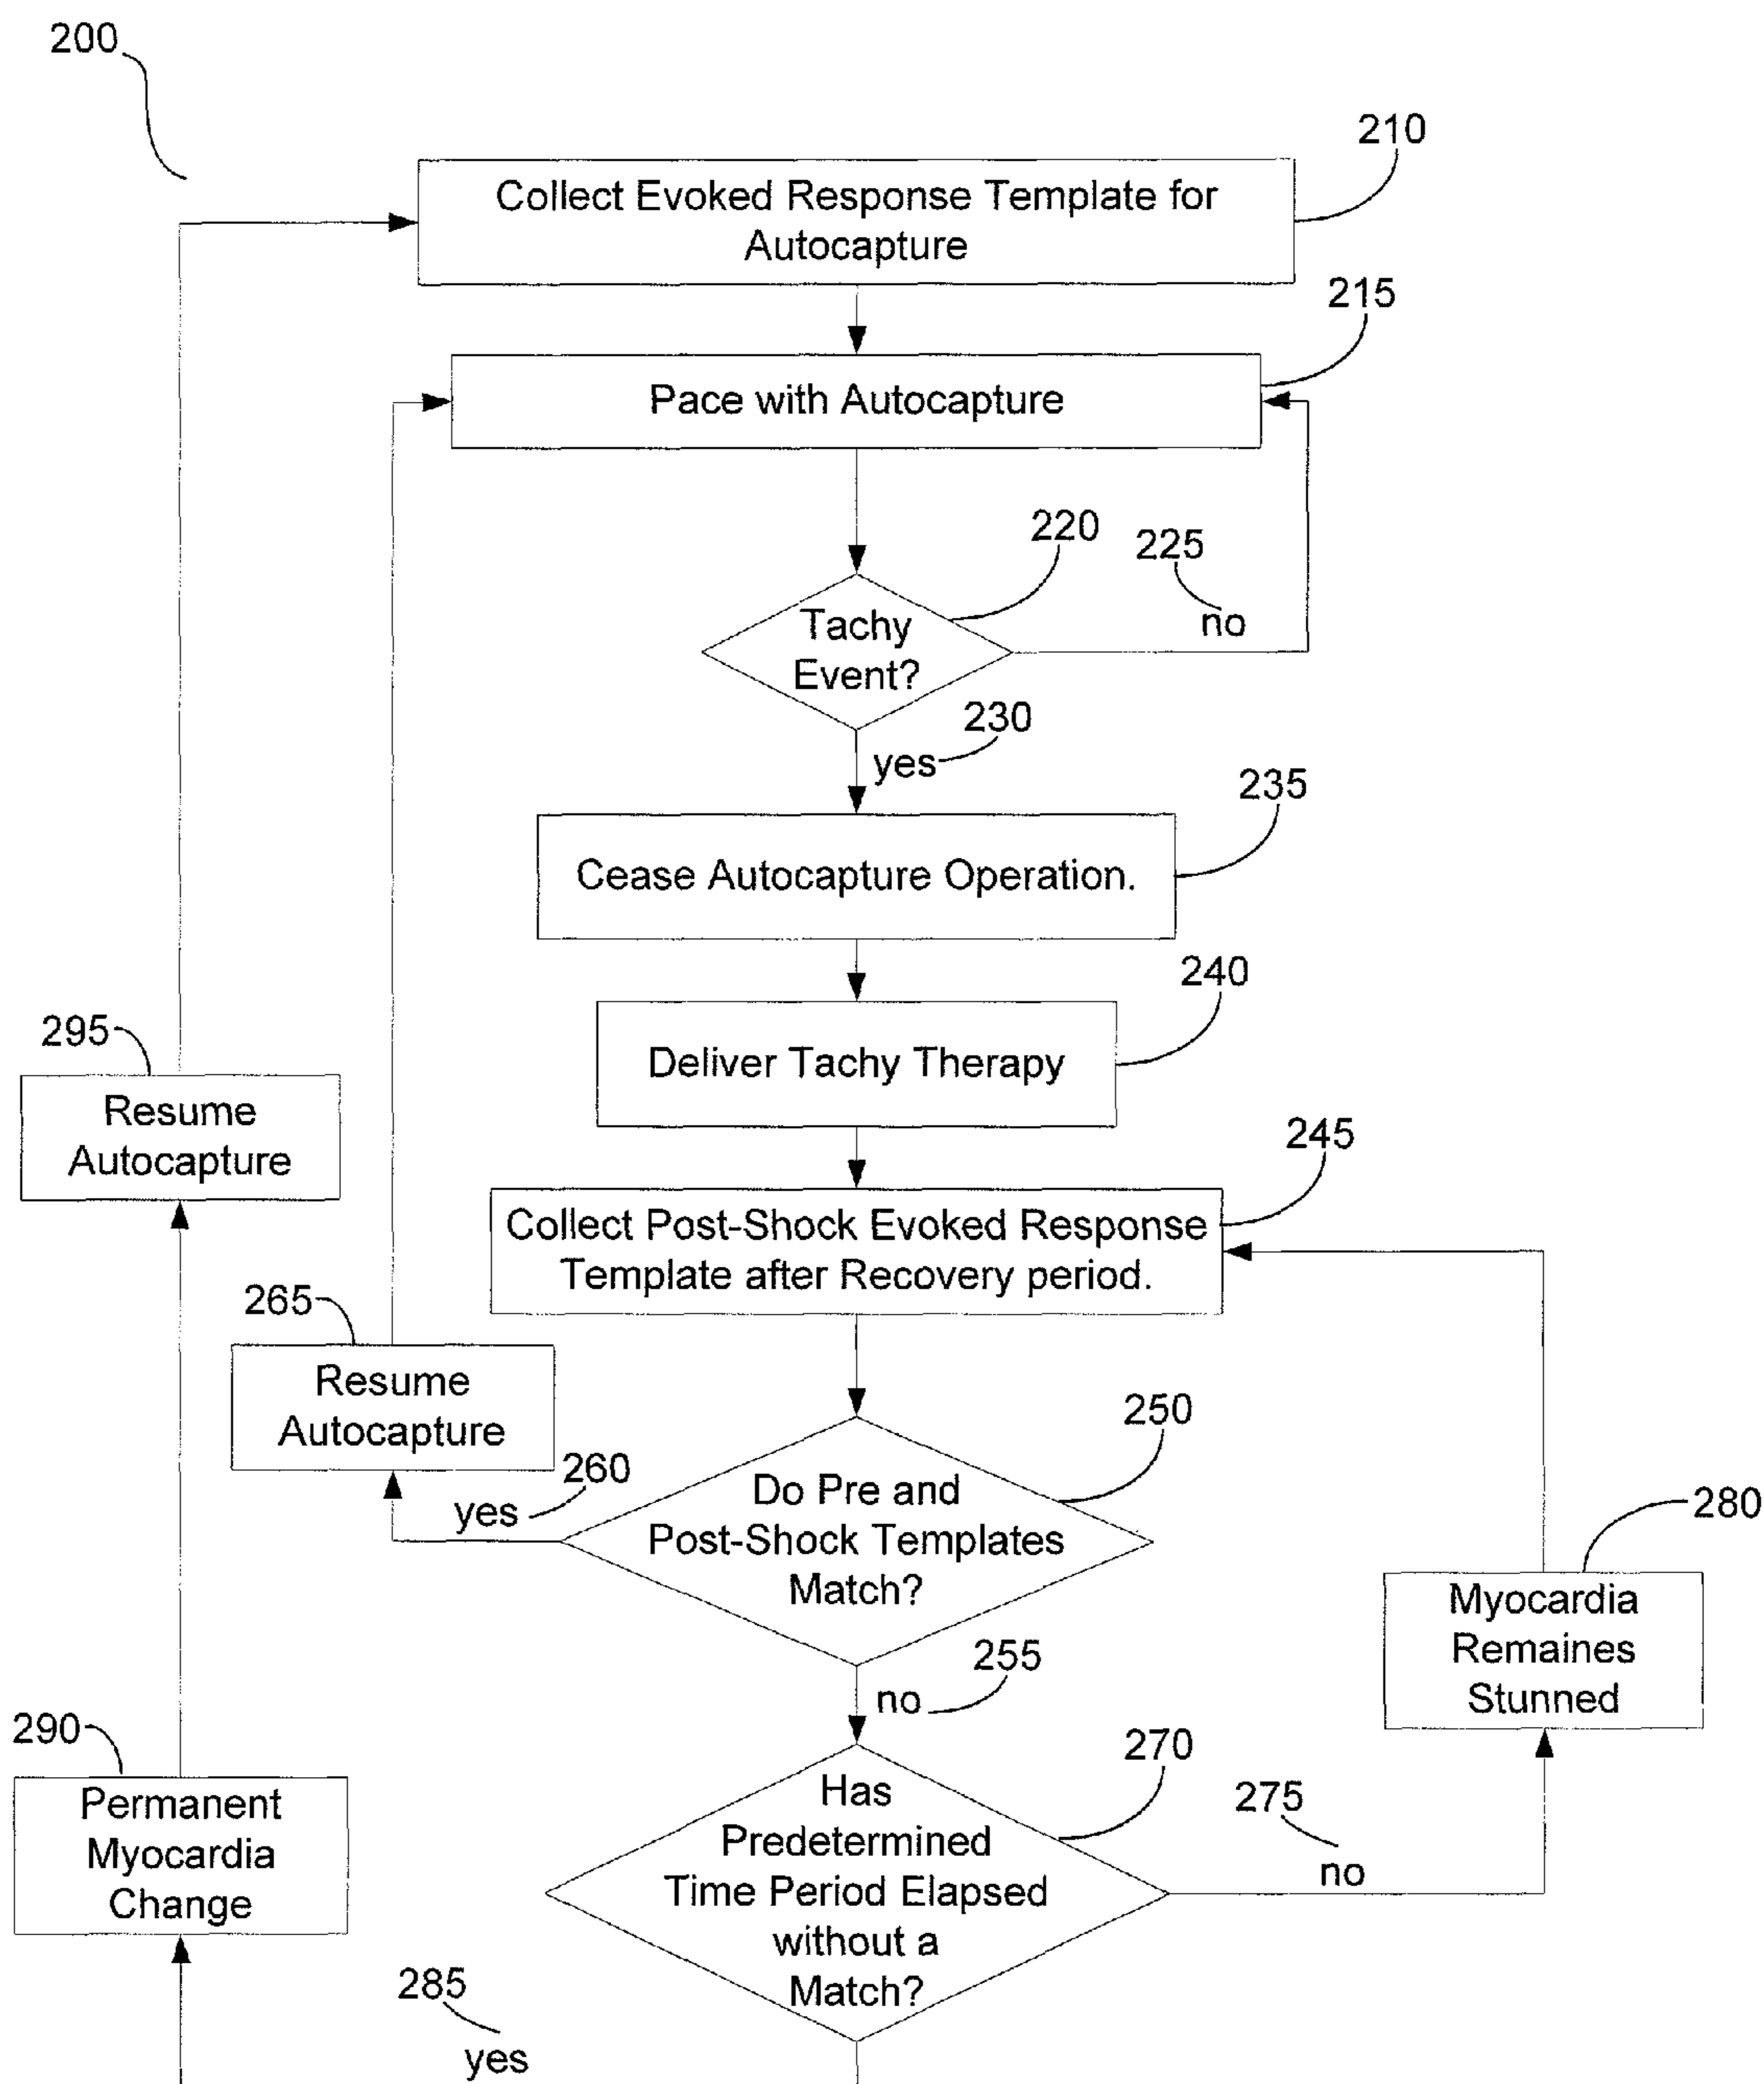 200
210
Collect Evoked Response Template for
Autocapture
215
Pace with Autocapture
220
225
Tachy
Event?
no
230
yes
235
Cease Autocapture Operation.
240
Deliver Tachy Therapy
295
Resume
Autocapture
245
Collect Post-Shock Evoked Response
Template after Recovery period.
265
Resume
Autocapture
250
260
yes
Do Pre and
Post-Shock Templates
Match?
280
Myocardia
Remaines
Stunned
255
no
290
Permanent
Myocardia
Change
270
Has
Predetermined
Time Period Elapsed
without a
Match?
275
no
285
yes